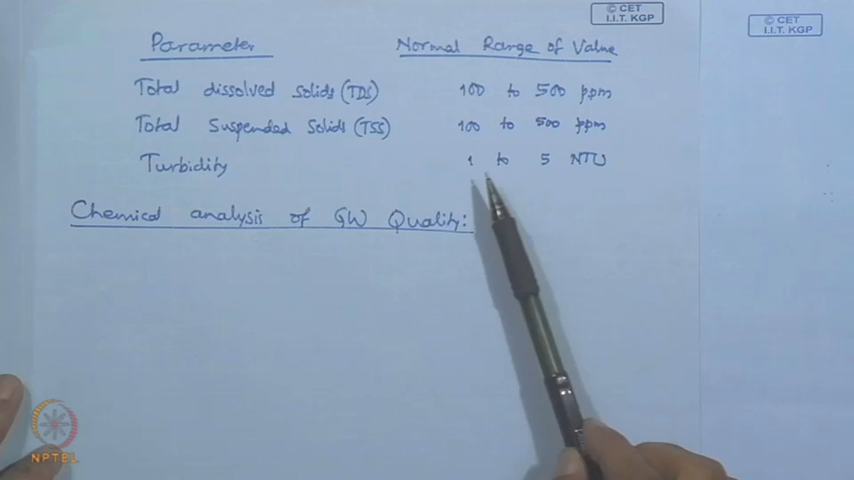 © CET
I.I.T. KGP
© CET
I.I.T. KGP
Parameter Normal Range of Value
Total dissolved solids (TDS) 100 to 500 ppm
Total Suspended Solids (TSS) 100 to 500 ppm
Turbidity 1 to 5 NTU
Chemical analysis of GW Quality:
NPTEL